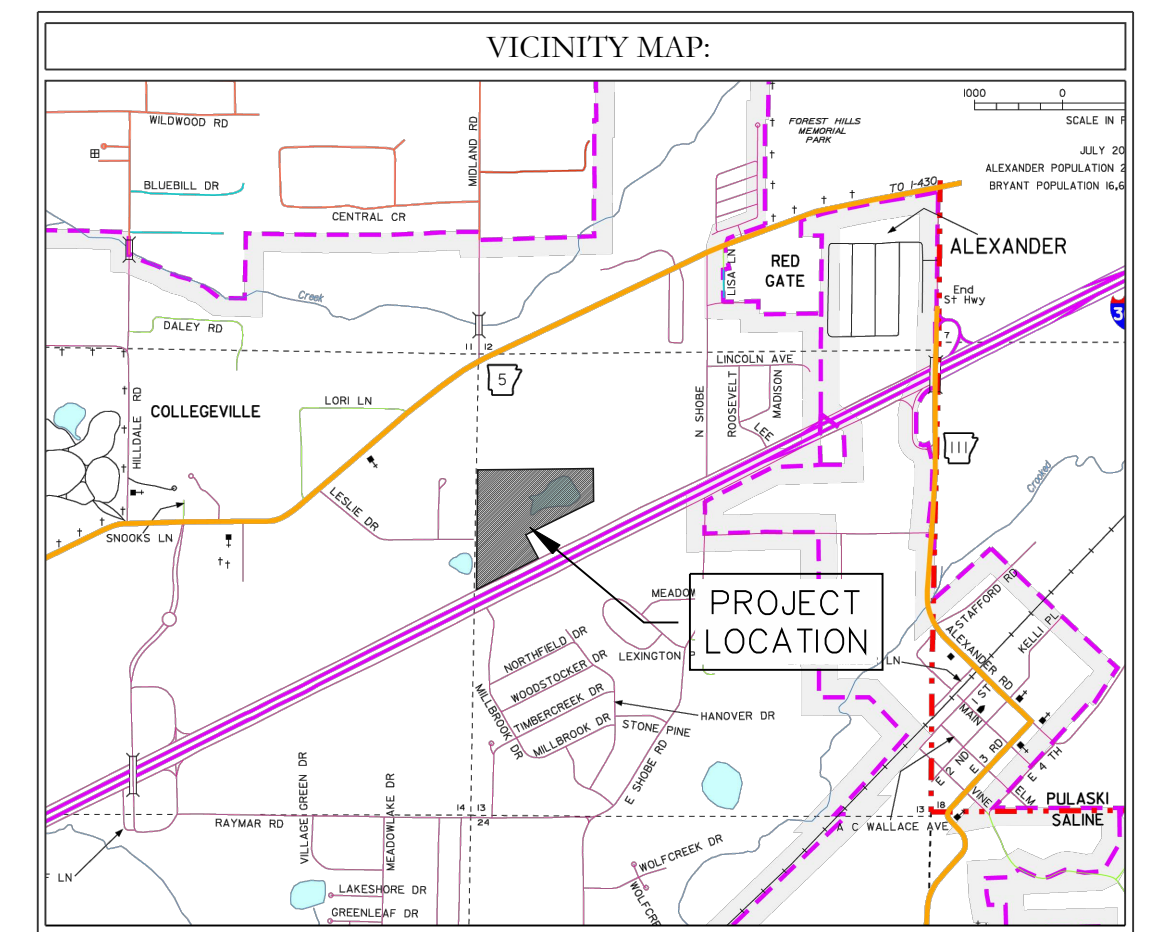 VICINITY MAP:
1000
0
SCALE IN F
JULY 20
ALEXANDER POPULATION 2
BRYANT POPULATION 16,6
WILDWOOD RD
MIDLAND RD
FOREST HILLS
MEMORIAL
PARK
BLUEBILL DR
CENTRAL CR
TO I-430
ALEXANDER
RED
GATE
LISA LN
End
St Hwy
Creek
3
DALEY RD
11
12
7
5
LINCOLN AVE
HILLDALE RD
COLLEGEVILLE
LORI LN
N SHOBE
ROOSEVELT
MADISON
LEE
111
Crooked
LESLIE DR
SNOOKS LN
PROJECT
LOCATION
MEADOW
LEXINGTON P
STAFFORD RD
KELLI PL
ALEXANDER RD
LN
NORTHFIELD DR
WOODSTOCKER DR
TIMBERCREEK DR
MILLBROOK DR
MILLBROOK DR
HANOVER DR
STONE PINE
E SHOBE RD
I ST
MAIN
E 2 ND
E 3 RD
E 4 TH
VINE
ELM
PULASKI
SALINE
VILLAGE GREEN DR
MEADOWLAKE DR
14
13
24
13
18
RAYMAR RD
A C WALLACE AVE
F LN
WOLFCREEK DR
WOLFCRE
LAKESHORE DR
GREENLEAF DR